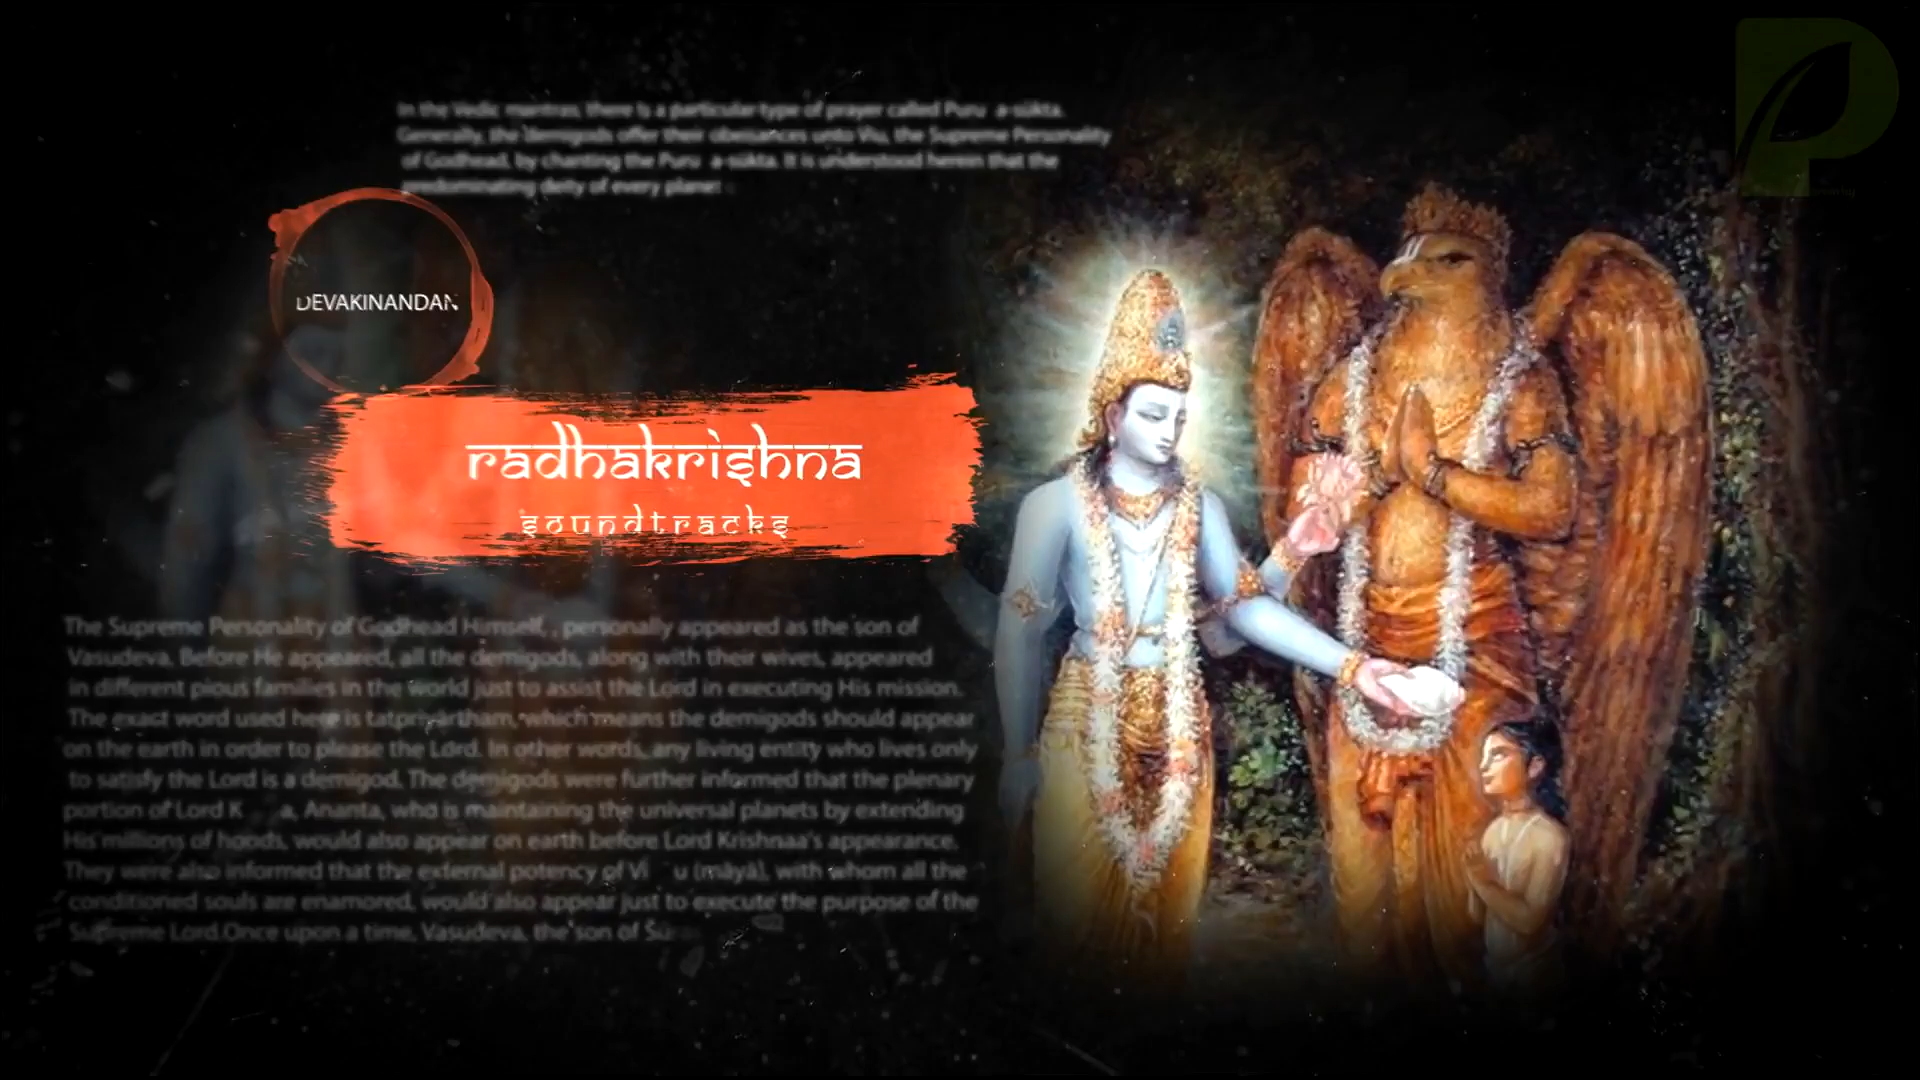 In the Vedic mantras, there is a particular type of prayer called Puru a-sükta.
Generally, the demigods offer their obeisances unto Viu, the Supreme Personality
of Godhead, by chanting the Puru a-sükta. It is understood herein that the
predominating deity of every plane
DEVAKINANDAN
radhakrishna
soundtracks
The Supreme Personality of Godhead Himself, , personally appeared as the son of
Vasudeva. Before He appeared, all the demigods, along with their wives, appeared
in different pious families in the world just to assist the Lord in executing His mission.
The exact word used here is tatpriyärtham, which means the demigods should appear
on the earth in order to please the Lord. In other words, any living entity who lives only
to satisfy the Lord is a demigod. The demigods were further informed that the plenary
portion of Lord K a, Ananta, who is maintaining the universal planets by extending
His millions of hoods, would also appear on earth before Lord Krishnaa's appearance.
They were also informed that the external potency of Vi u (mäyä), with whom all the
conditioned souls are enamored, would also appear just to execute the purpose of the
Supreme Lord.Once upon a time, Vasudeva, the son of